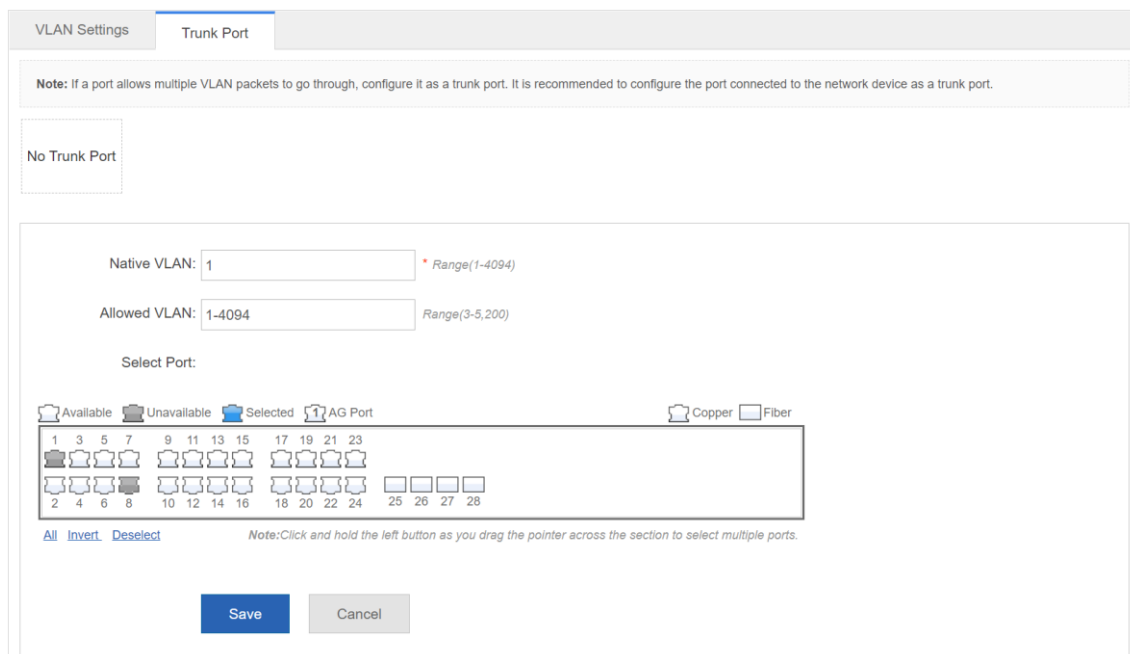 VLAN Settings Trunk Port
Note: If a port allows multiple VLAN packets to go through, configure it as a trunk port. It is recommended to configure the port connected to the network device as a trunk port.
No Trunk Port
Native VLAN: 1 * Range(1-4094)
Allowed VLAN: 1-4094 Range(3-5,200)
Select Port:
Available Unavailable Selected 1 AG Port Copper Fiber
1 3 5 7 9 11 13 15 17 19 21 23
2 4 6 8 10 12 14 16 18 20 22 24 25 26 27 28
All Invert Deselect Note:Click and hold the left button as you drag the pointer across the section to select multiple ports.
Save Cancel